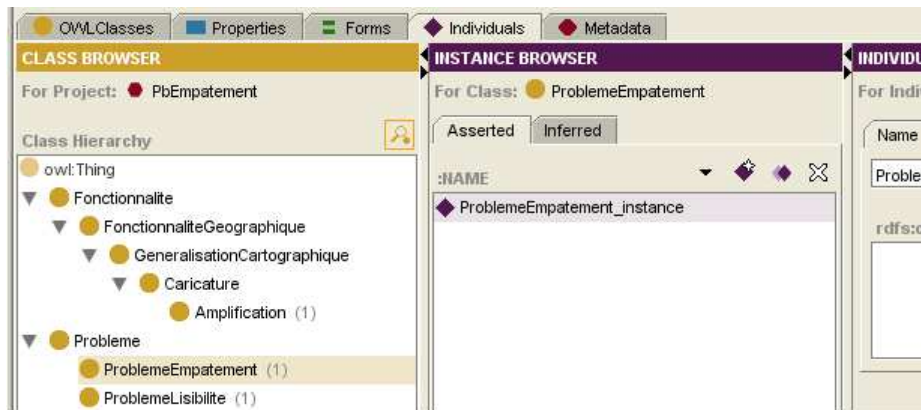 OWLClasses Properties Forms Individuals Metadata
CLASS BROWSER
For Project: PbEmpatement
Class Hierarchy
owl:Thing
Fonctionnalite
FonctionnaliteGeographique
GeneralisationCartographique
Caricature
Amplification (1)
Probleme
ProblemeEmpatement (1)
ProblemeLisibilite (1)
INSTANCE BROWSER
For Class: ProblemeEmpatement
Asserted Inferred
:NAME
ProblemeEmpatement_instance
INDIVIDU
For Indi
Name
Proble
rdfs:c